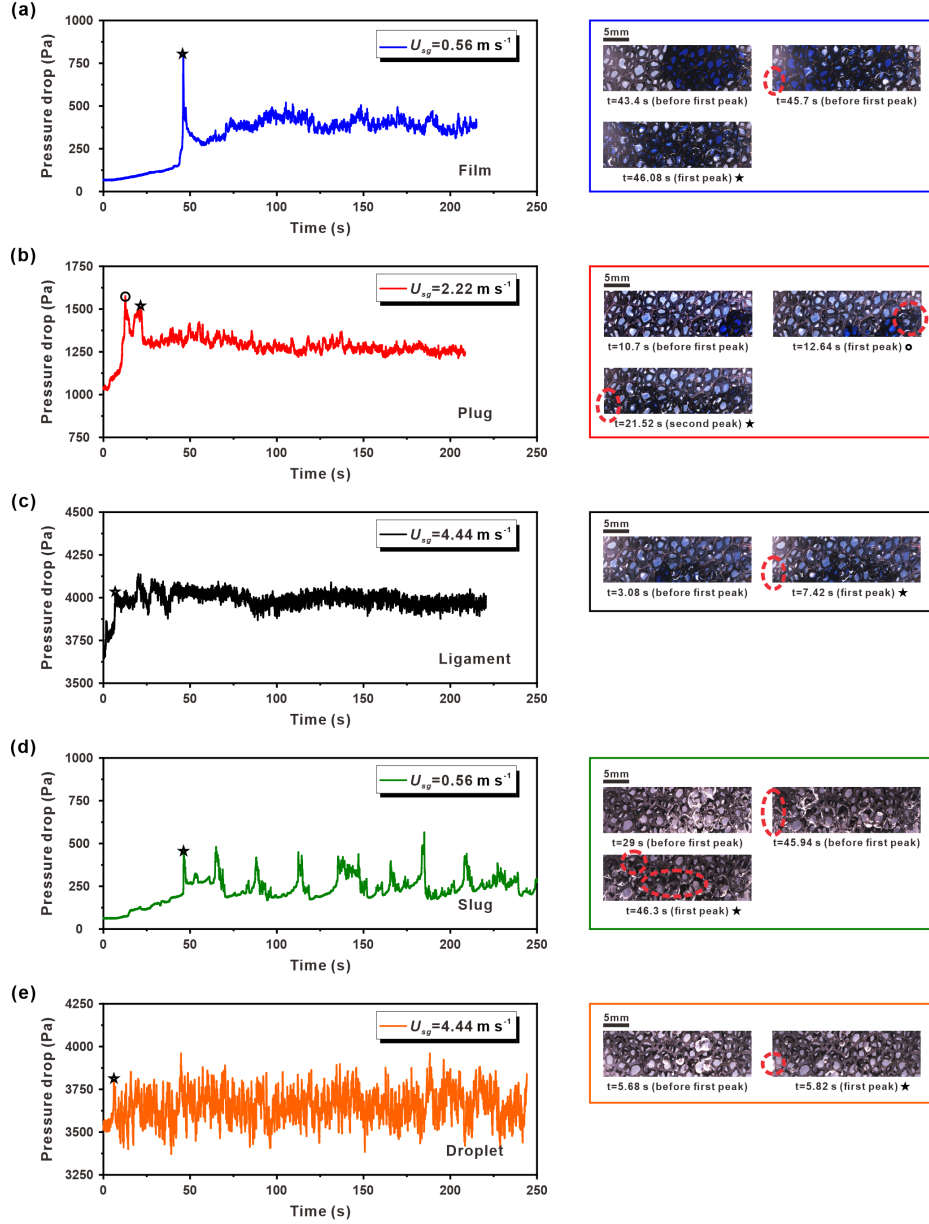 (a)
1000
750
500
250
0
Pressure drop (Pa)
0 50 100 150 200 250
Time (s)
Usg=0.56 m s-1
Film
5mm
t=43.4 s (before first peak)
t=45.7 s (before first peak)
t=46.08 s (first peak) ★
(b)
1750
1500
1250
1000
750
Pressure drop (Pa)
0 50 100 150 200 250
Time (s)
Usg=2.22 m s-1
Plug
5mm
t=10.7 s (before first peak)
t=12.64 s (first peak) o
t=21.52 s (second peak) ★
(c)
4500
4250
4000
3750
3500
Pressure drop (Pa)
0 50 100 150 200 250
Time (s)
Usg=4.44 m s-1
Ligament
5mm
t=3.08 s (before first peak)
t=7.42 s (first peak) ★
(d)
1000
750
500
250
0
Pressure drop (Pa)
0 50 100 150 200 250
Time (s)
Usg=0.56 m s-1
Slug
5mm
t=29 s (before first peak)
t=45.94 s (before first peak)
t=46.3 s (first peak) ★
(e)
4250
4000
3750
3500
3250
Pressure drop (Pa)
0 50 100 150 200 250
Time (s)
Usg=4.44 m s-1
Droplet
5mm
t=5.68 s (before first peak)
t=5.82 s (first peak) ★